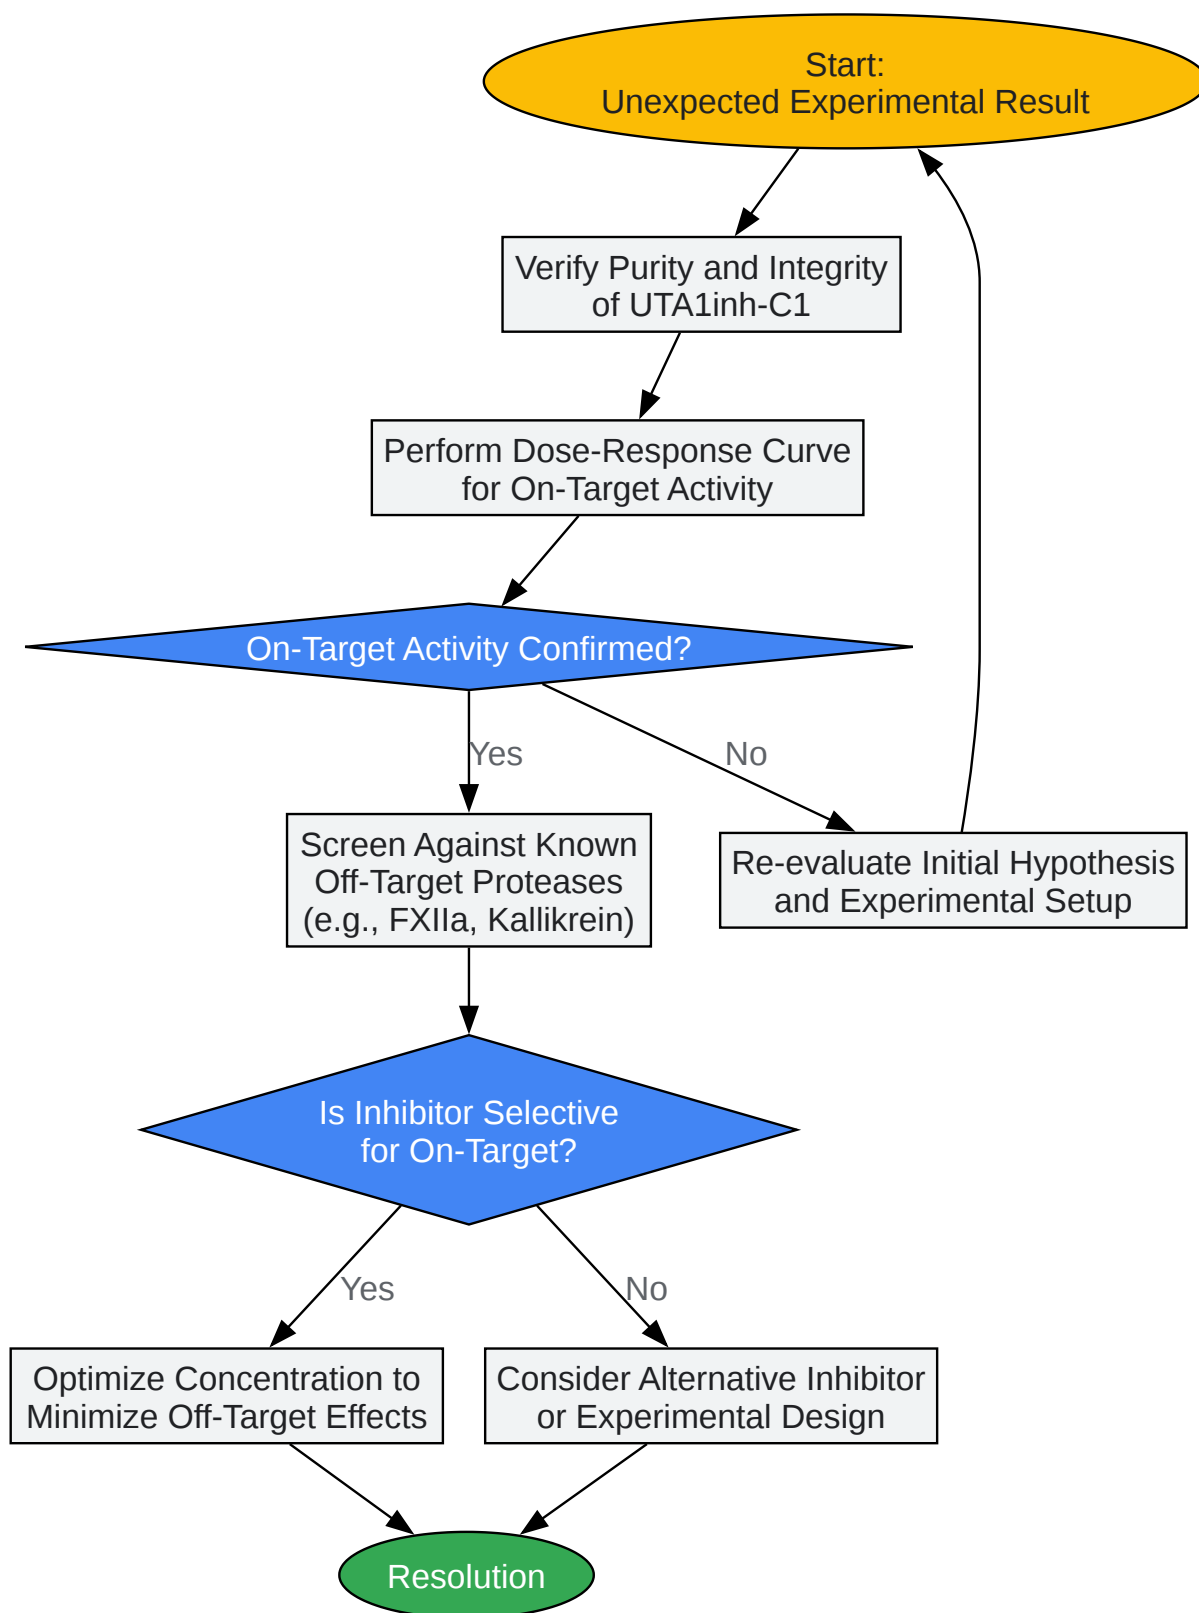 Start:
Unexpected Experimental Result
Verify Purity and Integrity
of UTA1inh-C1
Perform Dose-Response Curve
for On-Target Activity
On-Target Activity Confirmed?
Yes
No
Screen Against Known
Off-Target Proteases
(e.g., FXIIa, Kallikrein)
Re-evaluate Initial Hypothesis
and Experimental Setup
Is Inhibitor Selective
for On-Target?
Yes
No
Optimize Concentration to
Minimize Off-Target Effects
Consider Alternative Inhibitor
or Experimental Design
Resolution